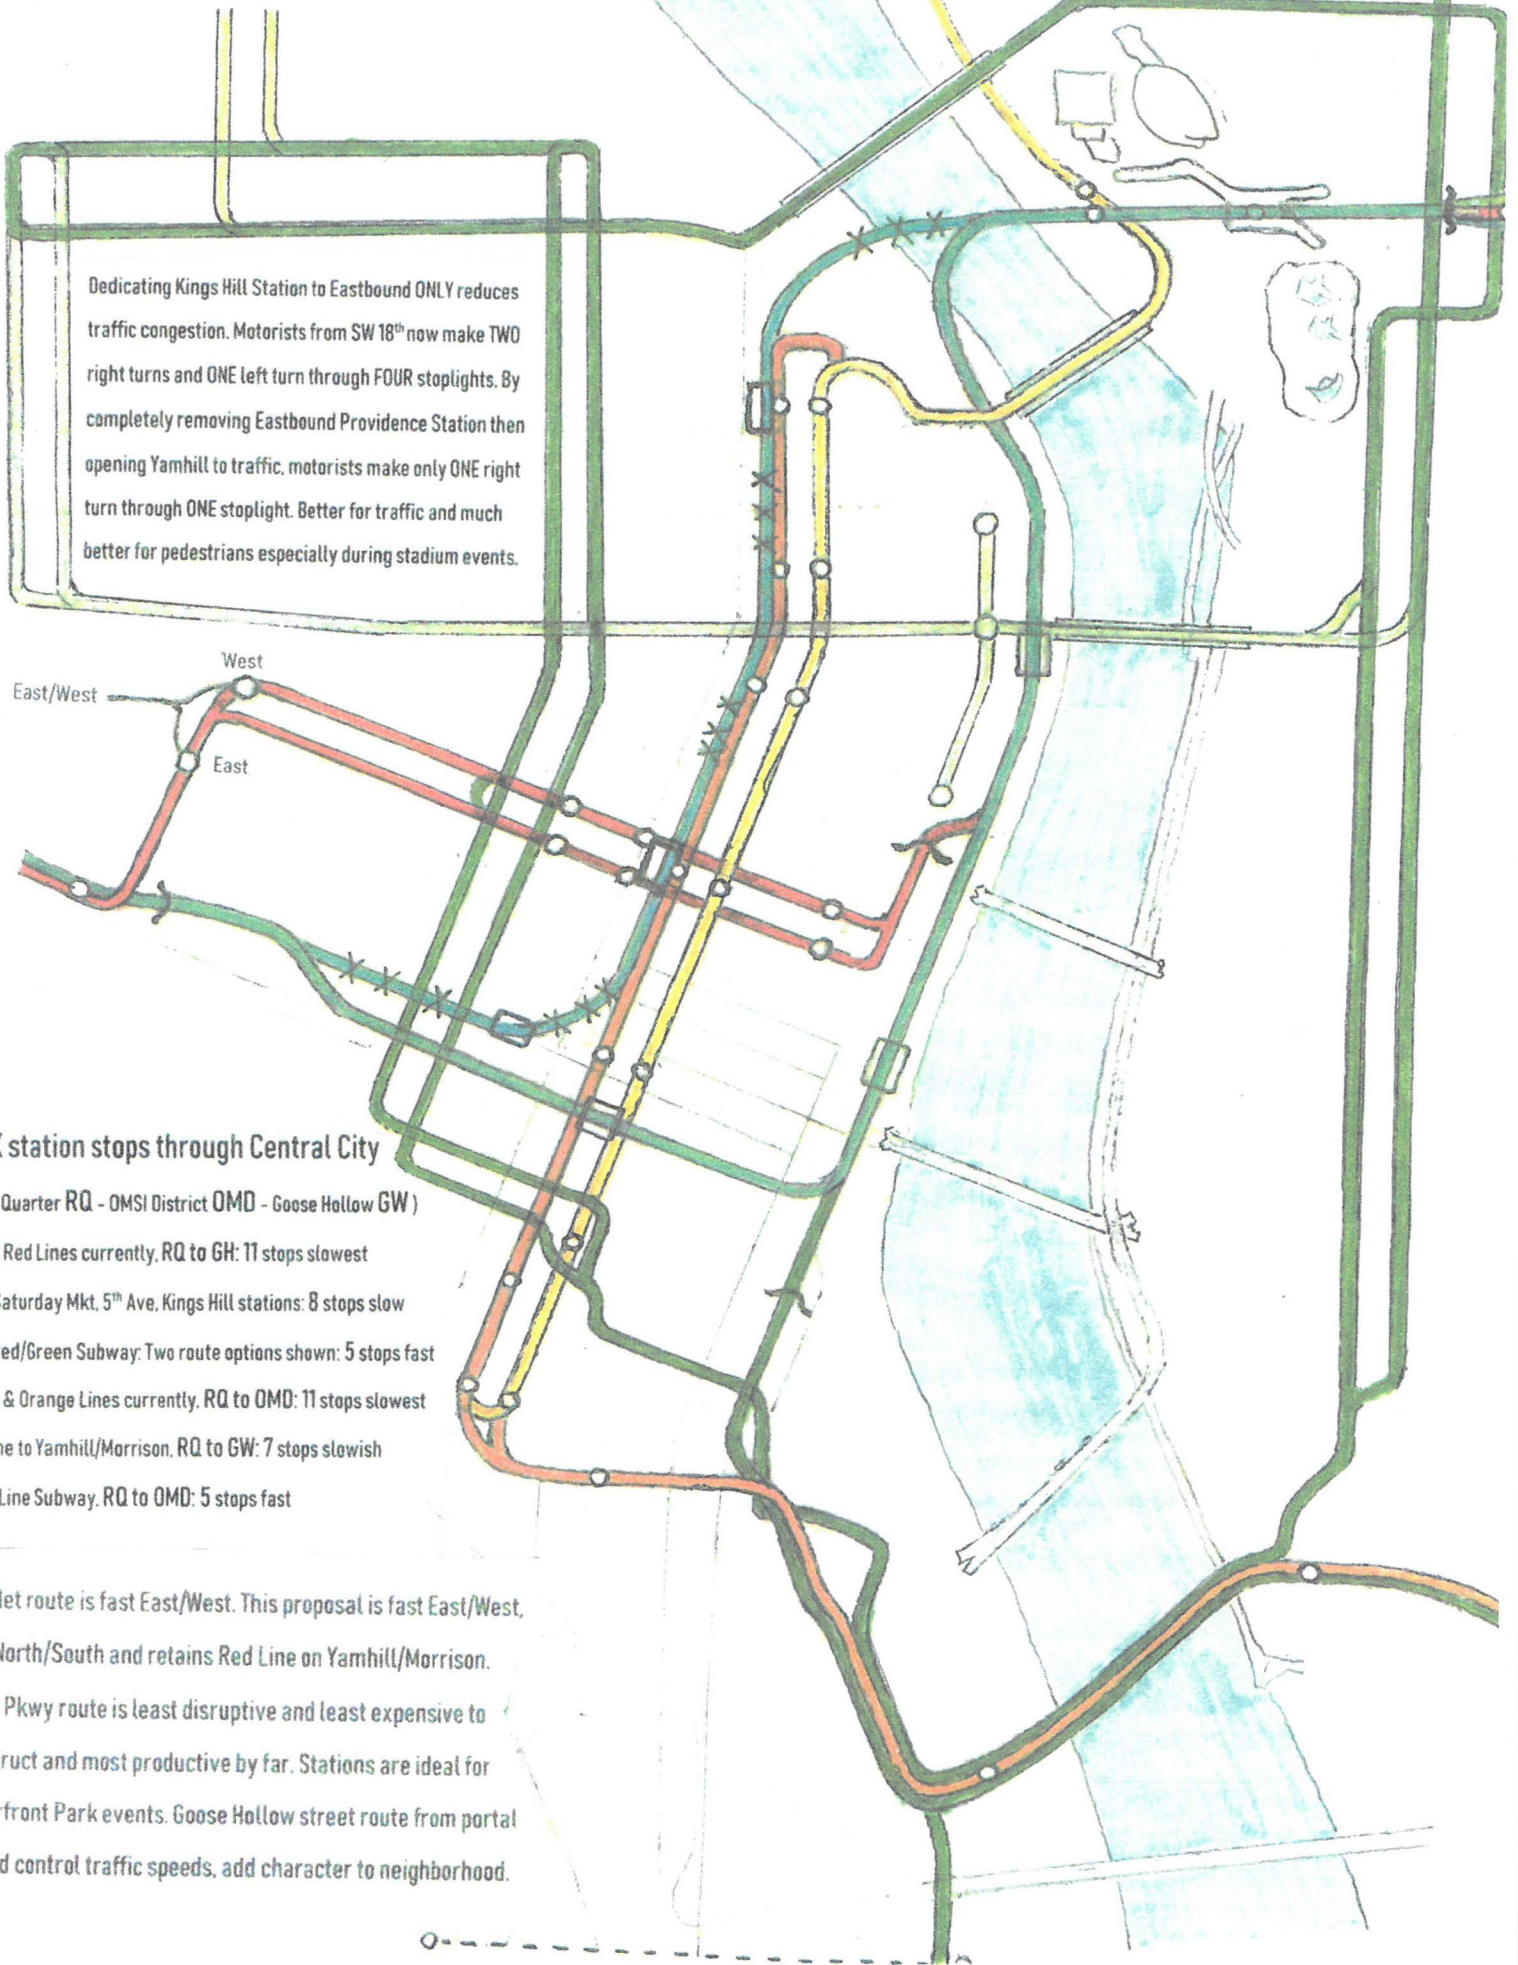 Dedicating Kings Hill Station to Eastbound ONLY reduces
traffic congestion. Motorists from SW 18th now make TWO
right turns and ONE left turn through FOUR stoplights. By
completely removing Eastbound Providence Station then
opening Yamhill to traffic, motorists make only ONE right
turn through ONE stoplight. Better for traffic and much
better for pedestrians especially during stadium events.
West
East/West
East
station stops through Central City
Quarter RQ - OMSI District OMD - Goose Hollow GW )
Red Lines currently, RQ to GH: 11 stops slowest
aturday Mkt, 5th Ave, Kings Hill stations: 8 stops slow
ed/Green Subway: Two route options shown: 5 stops fast
& Orange Lines currently, RQ to OMD: 11 stops slowest
ne to Yamhill/Morrison, RQ to GW: 7 stops slowish
Line Subway, RQ to OMD: 5 stops fast
let route is fast East/West. This proposal is fast East/West,
North/South and retains Red Line on Yamhill/Morrison.
Pkwy route is least disruptive and least expensive to
ruct and most productive by far. Stations are ideal for
front Park events. Goose Hollow street route from portal
d control traffic speeds, add character to neighborhood.